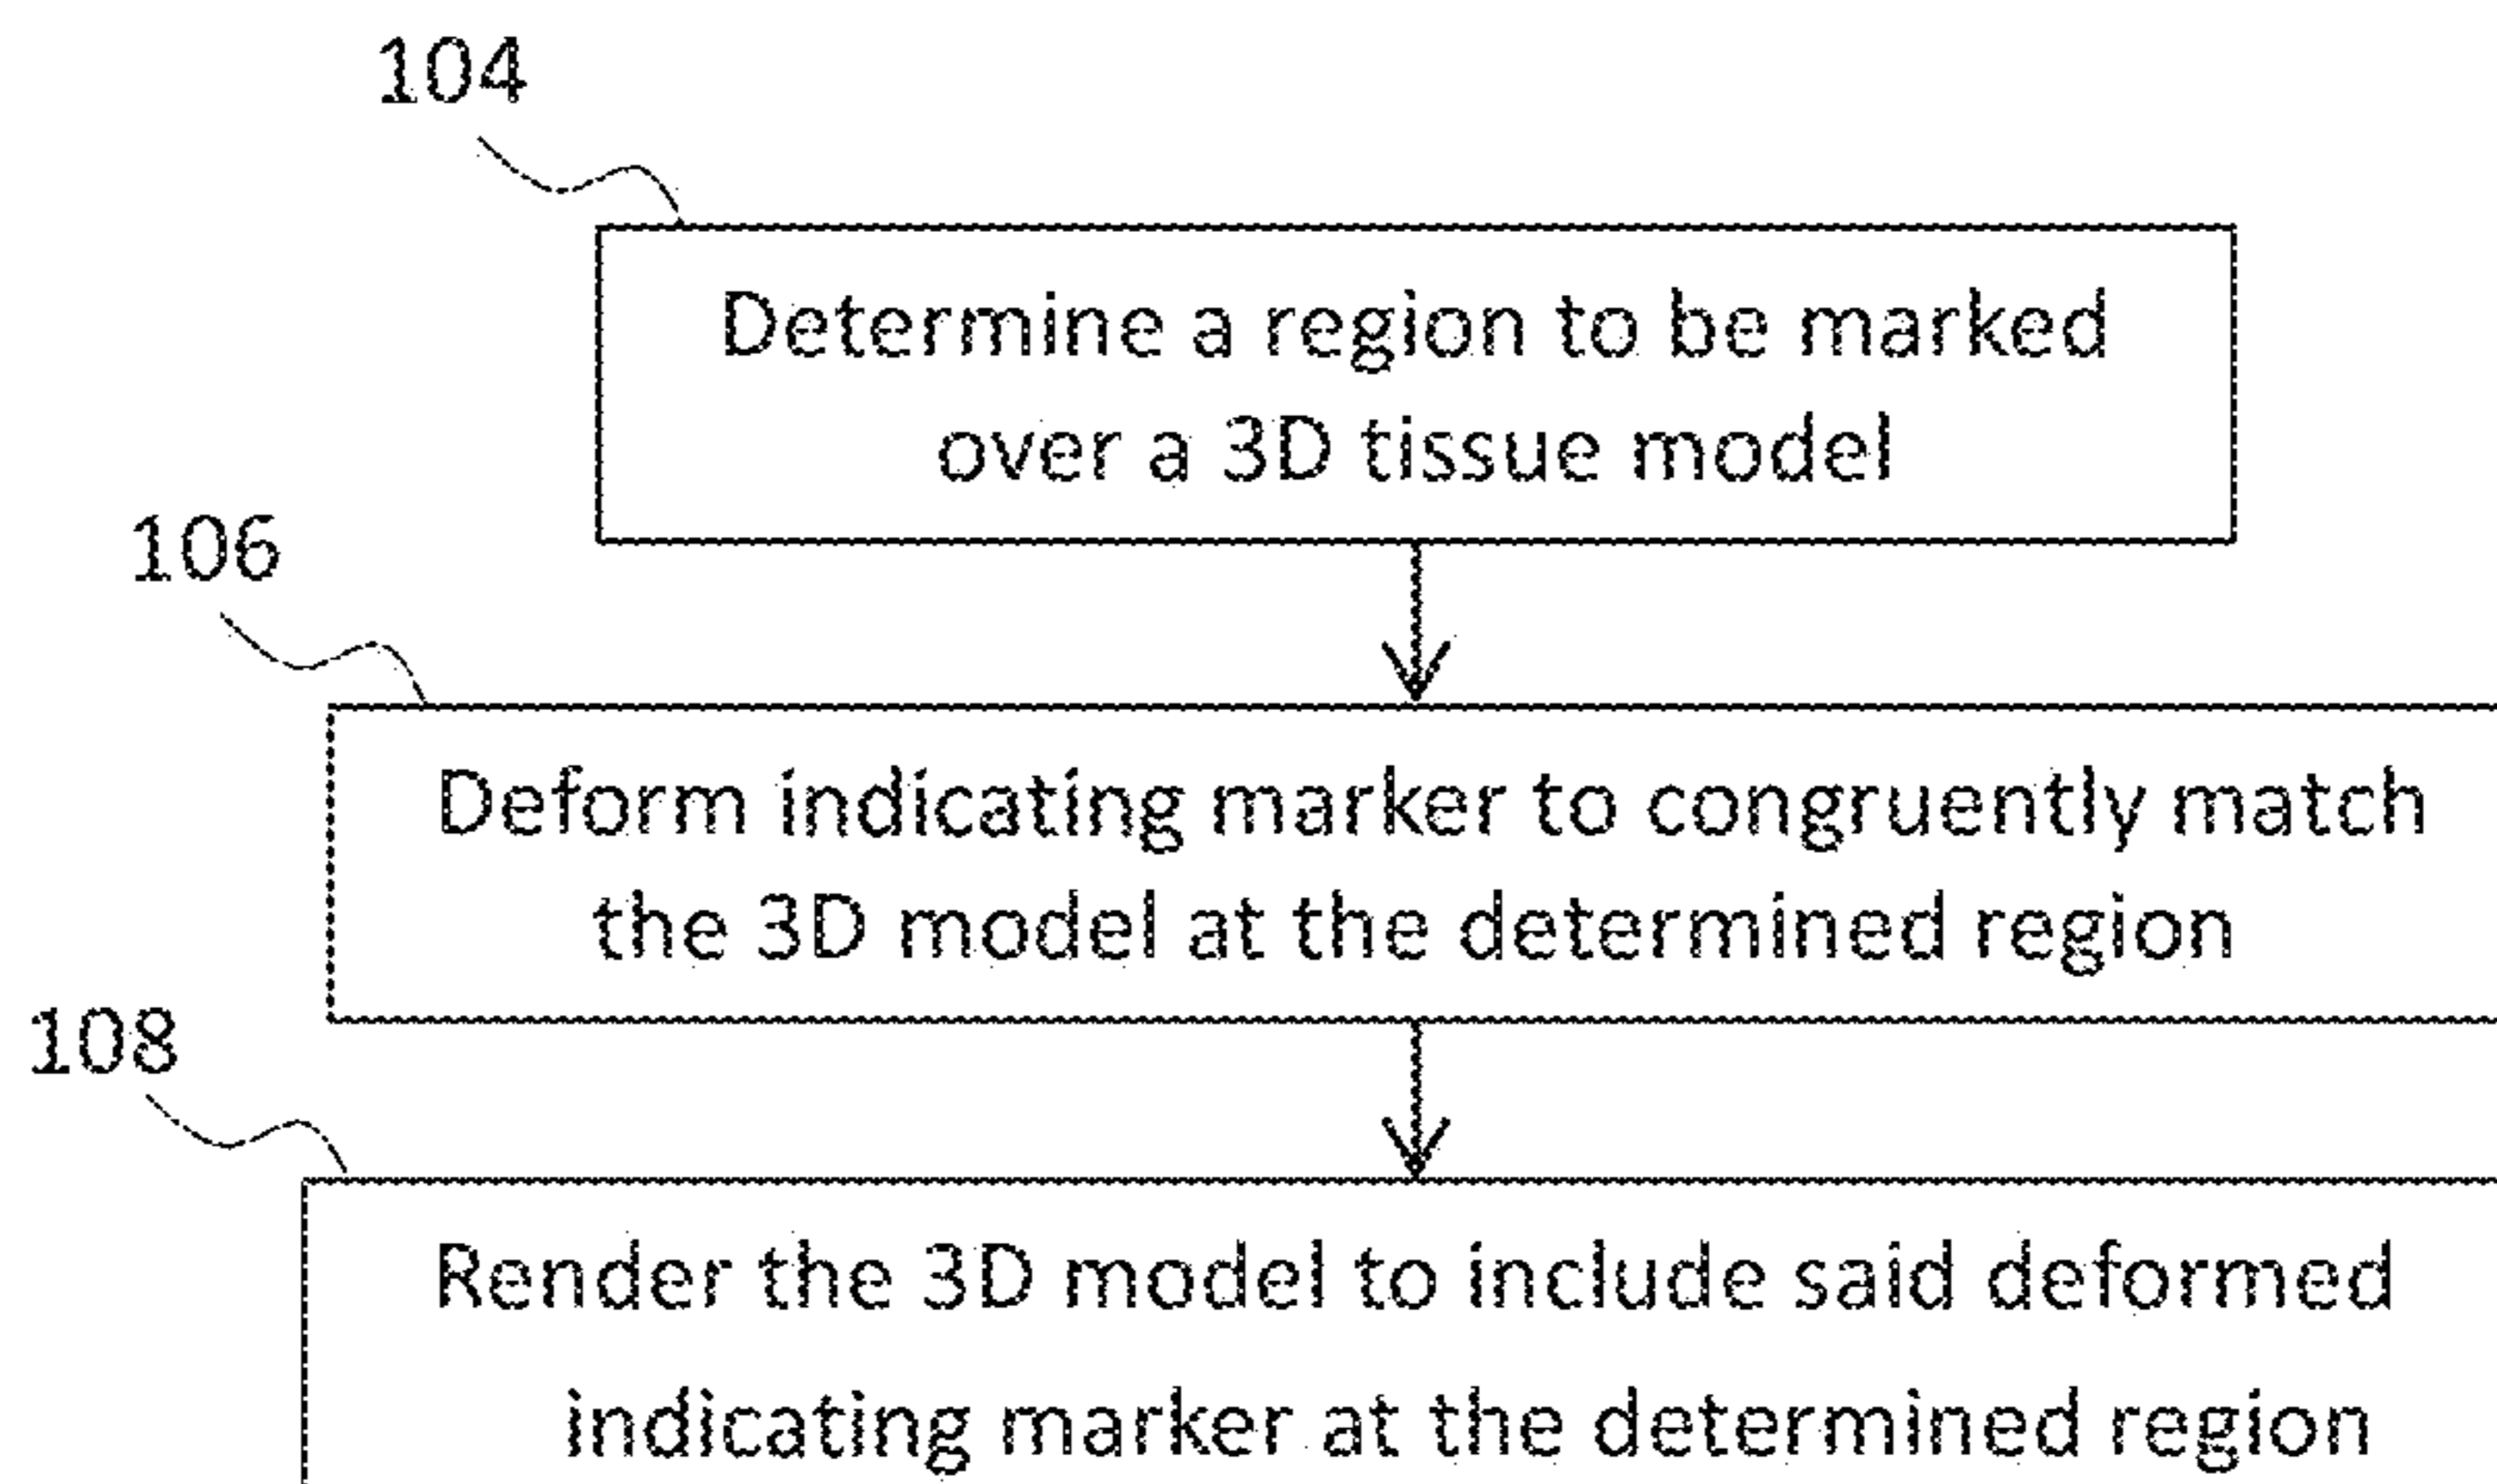 104
Determine a region to be marked
over a 3D tissue model
106
Deform indicating marker to congruently match
the 3D model at the determined region
108
Render the 3D model to include said deformed
indicating marker at the determined region